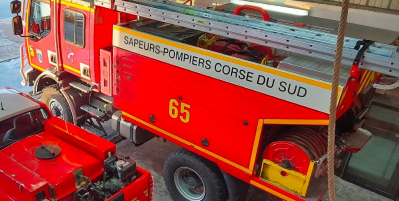 SAPEURS-POMPIERS CORSE DU SUD
65